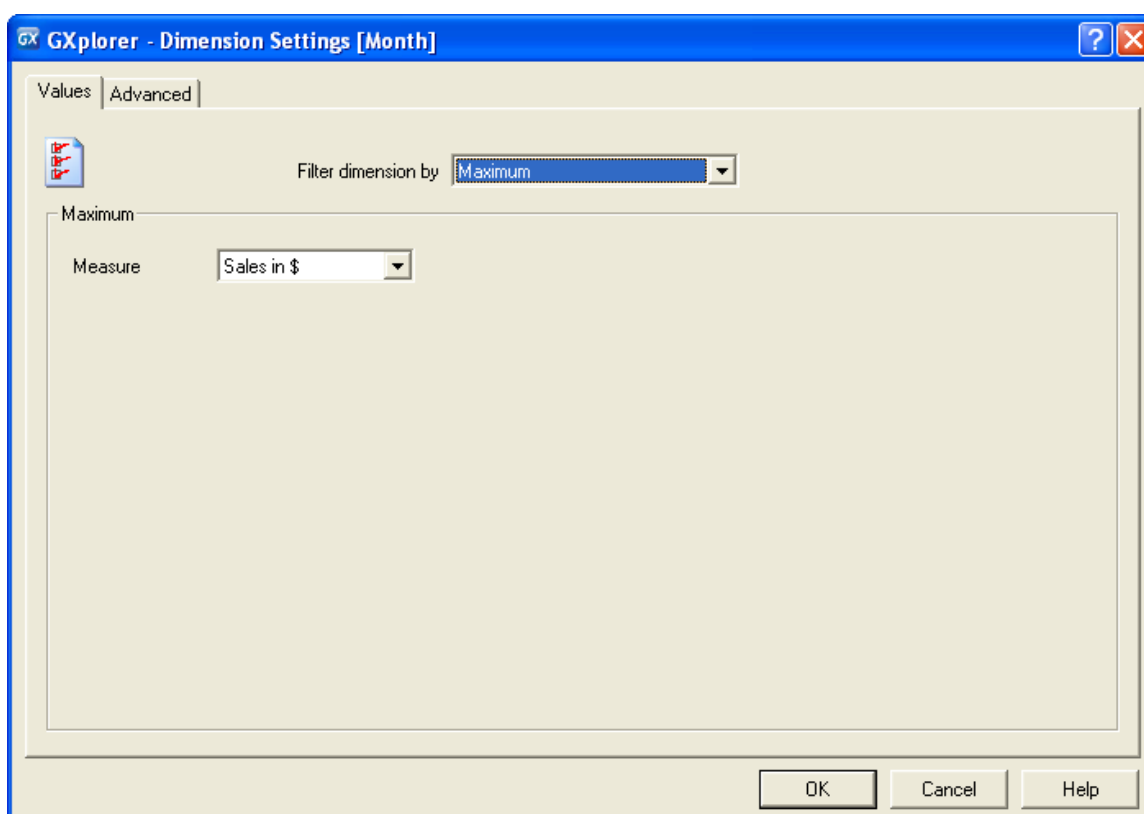 GX GXplorer - Dimension Settings [Month] ?
Values Advanced
Filter dimension by Maximum
Maximum
Measure Sales in $
OK Cancel Help